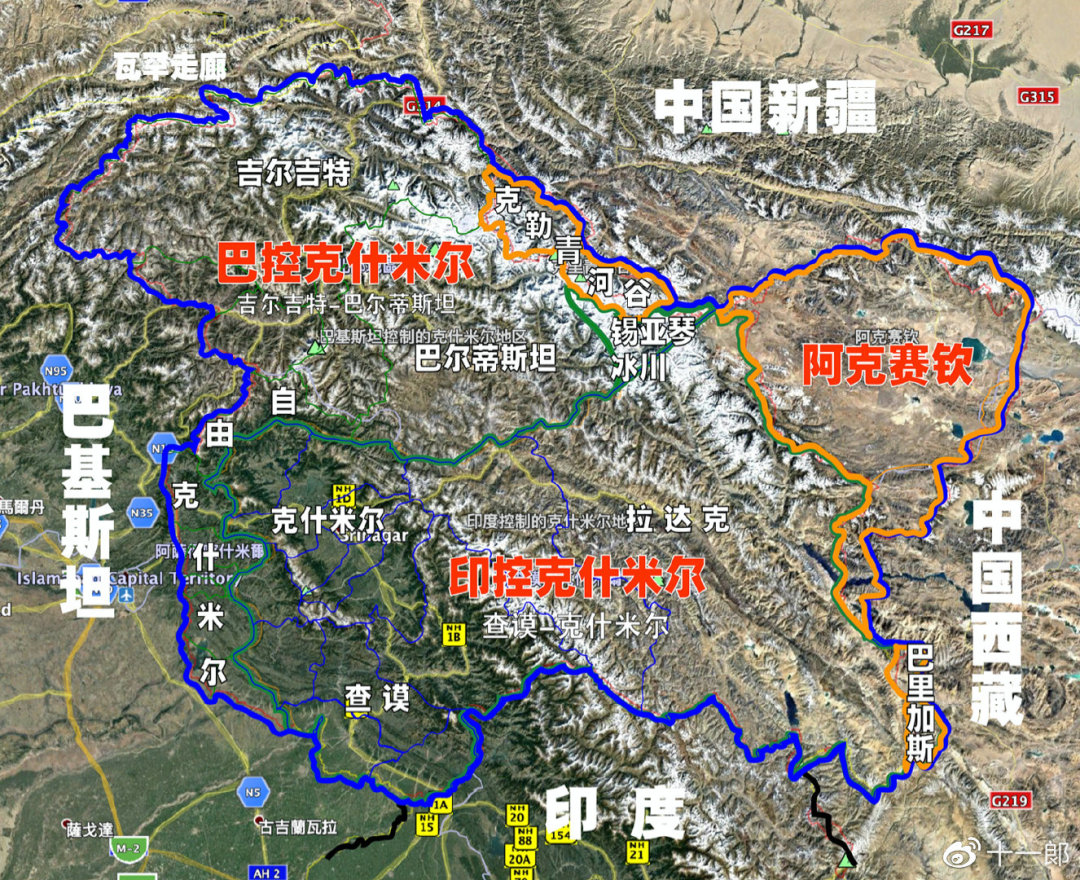 G217
瓦罕走廊
中国新疆
G315
吉尔吉特
克勒青河谷
巴控克什米尔
吉尔吉特-巴尔蒂斯坦
巴基斯坦控制的克什米尔地区
巴尔蒂斯坦
锡亚琴
冰川
阿克赛钦
阿克赛钦
N95
巴基斯坦
自由克什米尔
N35
NH
1D
克什米尔
Srinagar
印度控制的克什米尔地
拉达克
中国西藏
Islam
Capital Territor
印控克什米尔
查谟-克什米尔
NH
1B
查谟
巴里加斯
N5
1A
NH
15
NH
20
NH
88
20A
154
NH
21
印度
G219
薩戈達
古吉蘭瓦拉
M-2
AH 2
十一郎